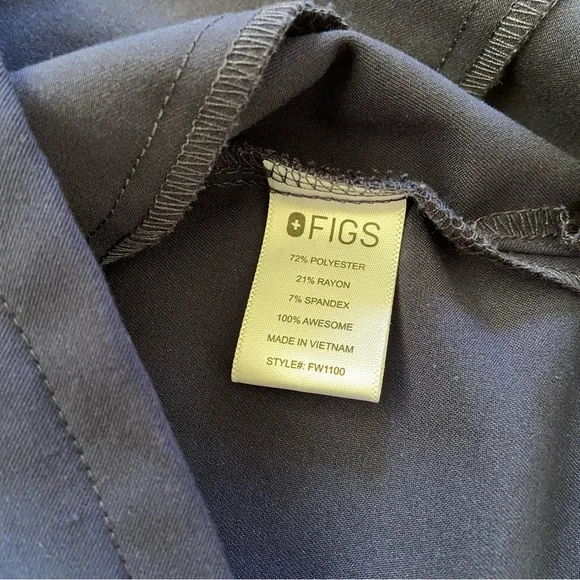 FIGS
72% POLYESTER
21% RAYON
7% SPANDEX
100% AWESOME
MADE IN VIETNAM
STYLE#: FW1100